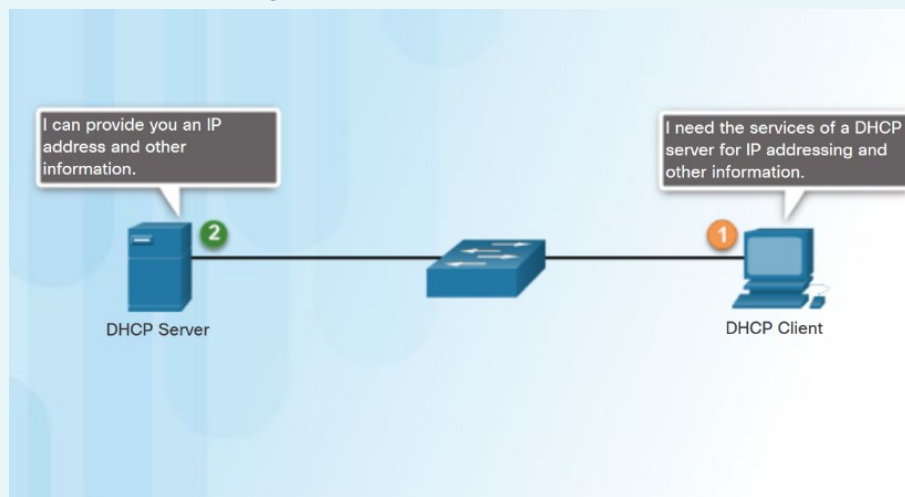 I can provide you an IP
address and other
information.
I need the services of a DHCP
server for IP addressing and
other information.
2
1
DHCP Server
DHCP Client